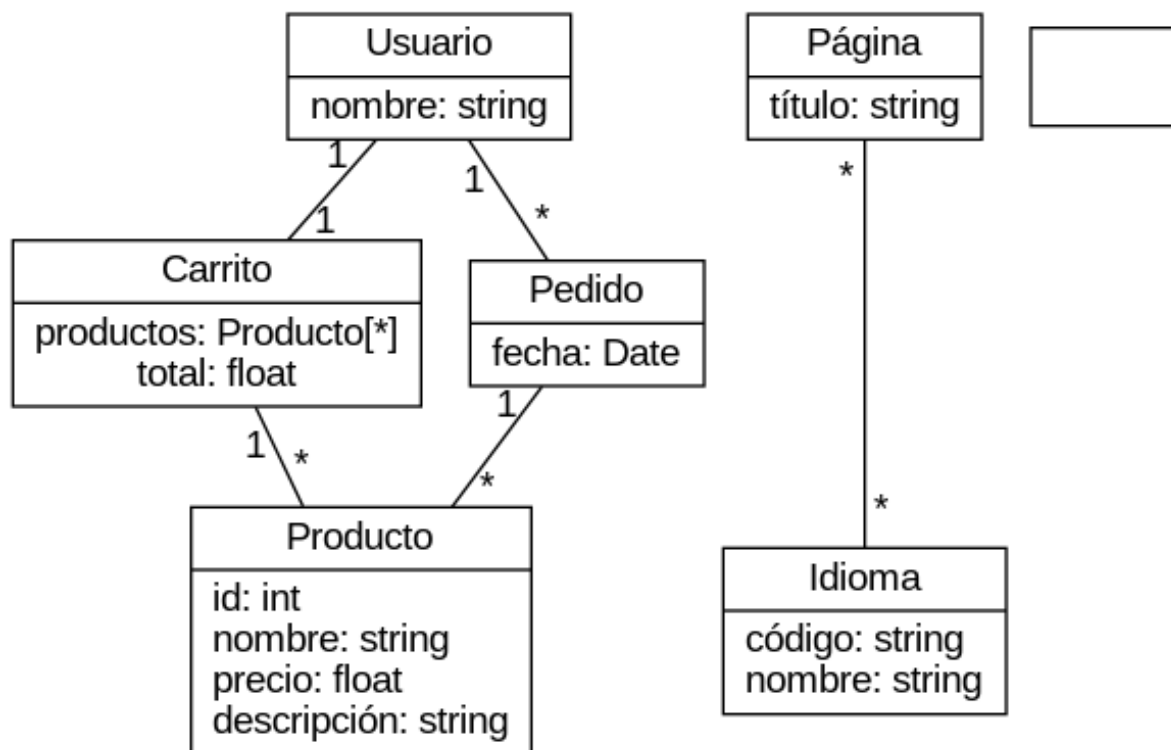 Usuario
nombre: string
1
1
1
*
Carrito
productos: Producto[*]
total: float
Pedido
fecha: Date
1
*
1
*
Producto
id: int
nombre: string
precio: float
descripción: string
Página
título: string
*
*
Idioma
código: string
nombre: string